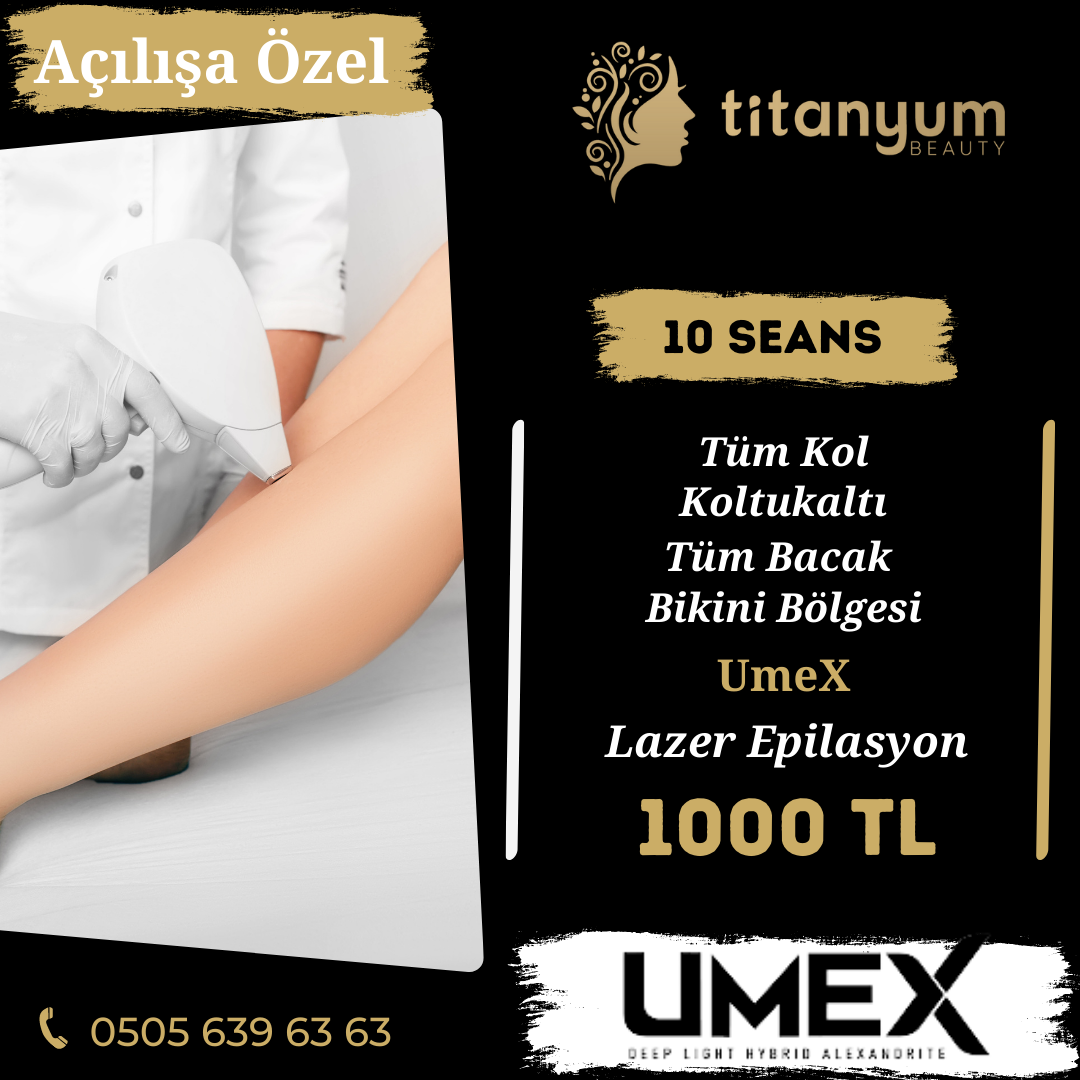 Açılışa Özel
titanyum
BEAUTY
10 SEANS
Tüm Kol
Koltukaltı
Tüm Bacak
Bikini Bölgesi
UmeX
Lazer Epilasyon
1000 TL
UMEX
DEEP LIGHT HYBRID ALEXANDRITE
0505 639 63 63